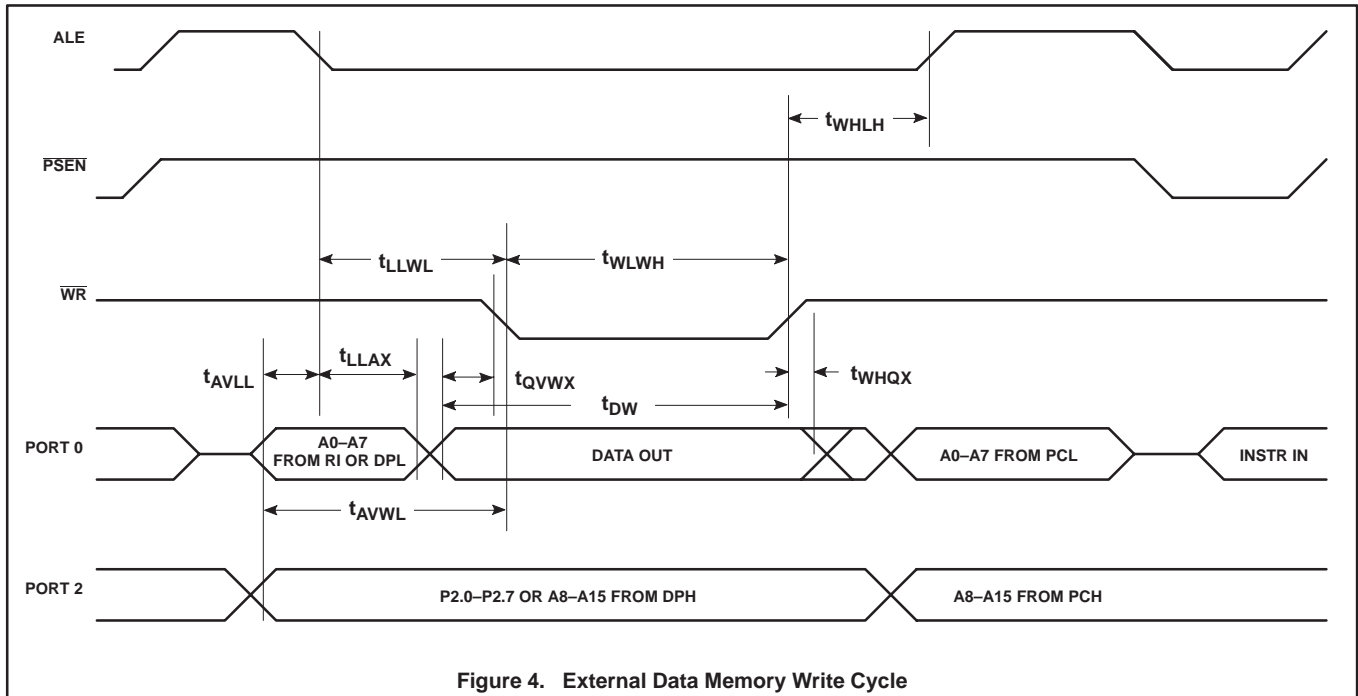 ALE
tWHLH
PSEN
tLLWL
tWLWH
WR
tAVLL
tLLAX
tQVWX
tWHQX
tDW
PORT 0
A0–A7
FROM RI OR DPL
DATA OUT
A0–A7 FROM PCL
INSTR IN
tAVWL
PORT 2
P2.0–P2.7 OR A8–A15 FROM DPH
A8–A15 FROM PCH
Figure 4. External Data Memory Write Cycle